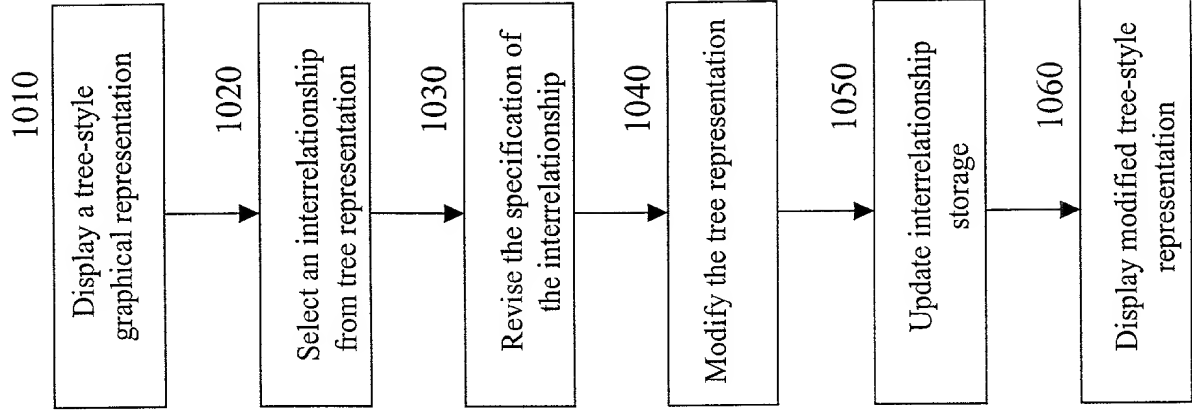 1010
Display a tree-style
graphical representation
1020
Select an interrelationship
from tree representation
1030
Revise the specification of
the interrelationship
1040
Modify the tree representation
1050
Update interrelationship
storage
1060
Display modified tree-style
representation